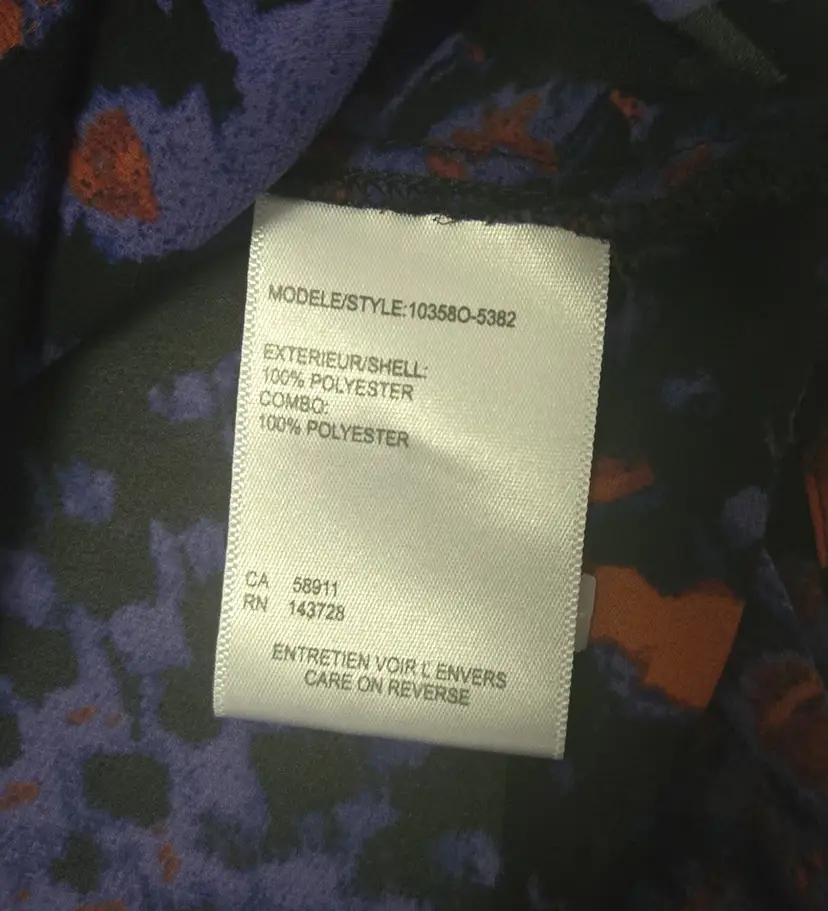 MODELE/STYLE:10358O-5382
EXTERIEUR/SHELL:
100% POLYESTER
COMBO:
100% POLYESTER
CA 58911
RN 143728
ENTRETIEN VOIR L' ENVERS
CARE ON REVERSE